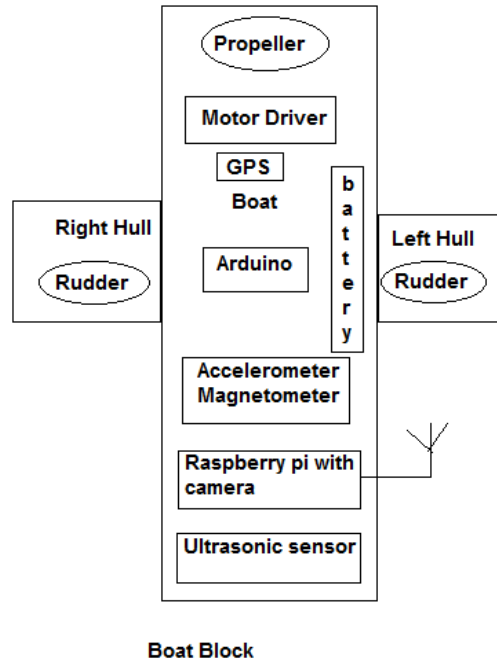 Propeller
Motor Driver
GPS
Boat
battery
Right Hull
Rudder
Left Hull
Rudder
Arduino
Accelerometer
Magnetometer
Raspberry pi with
camera
Ultrasonic sensor
Boat Block